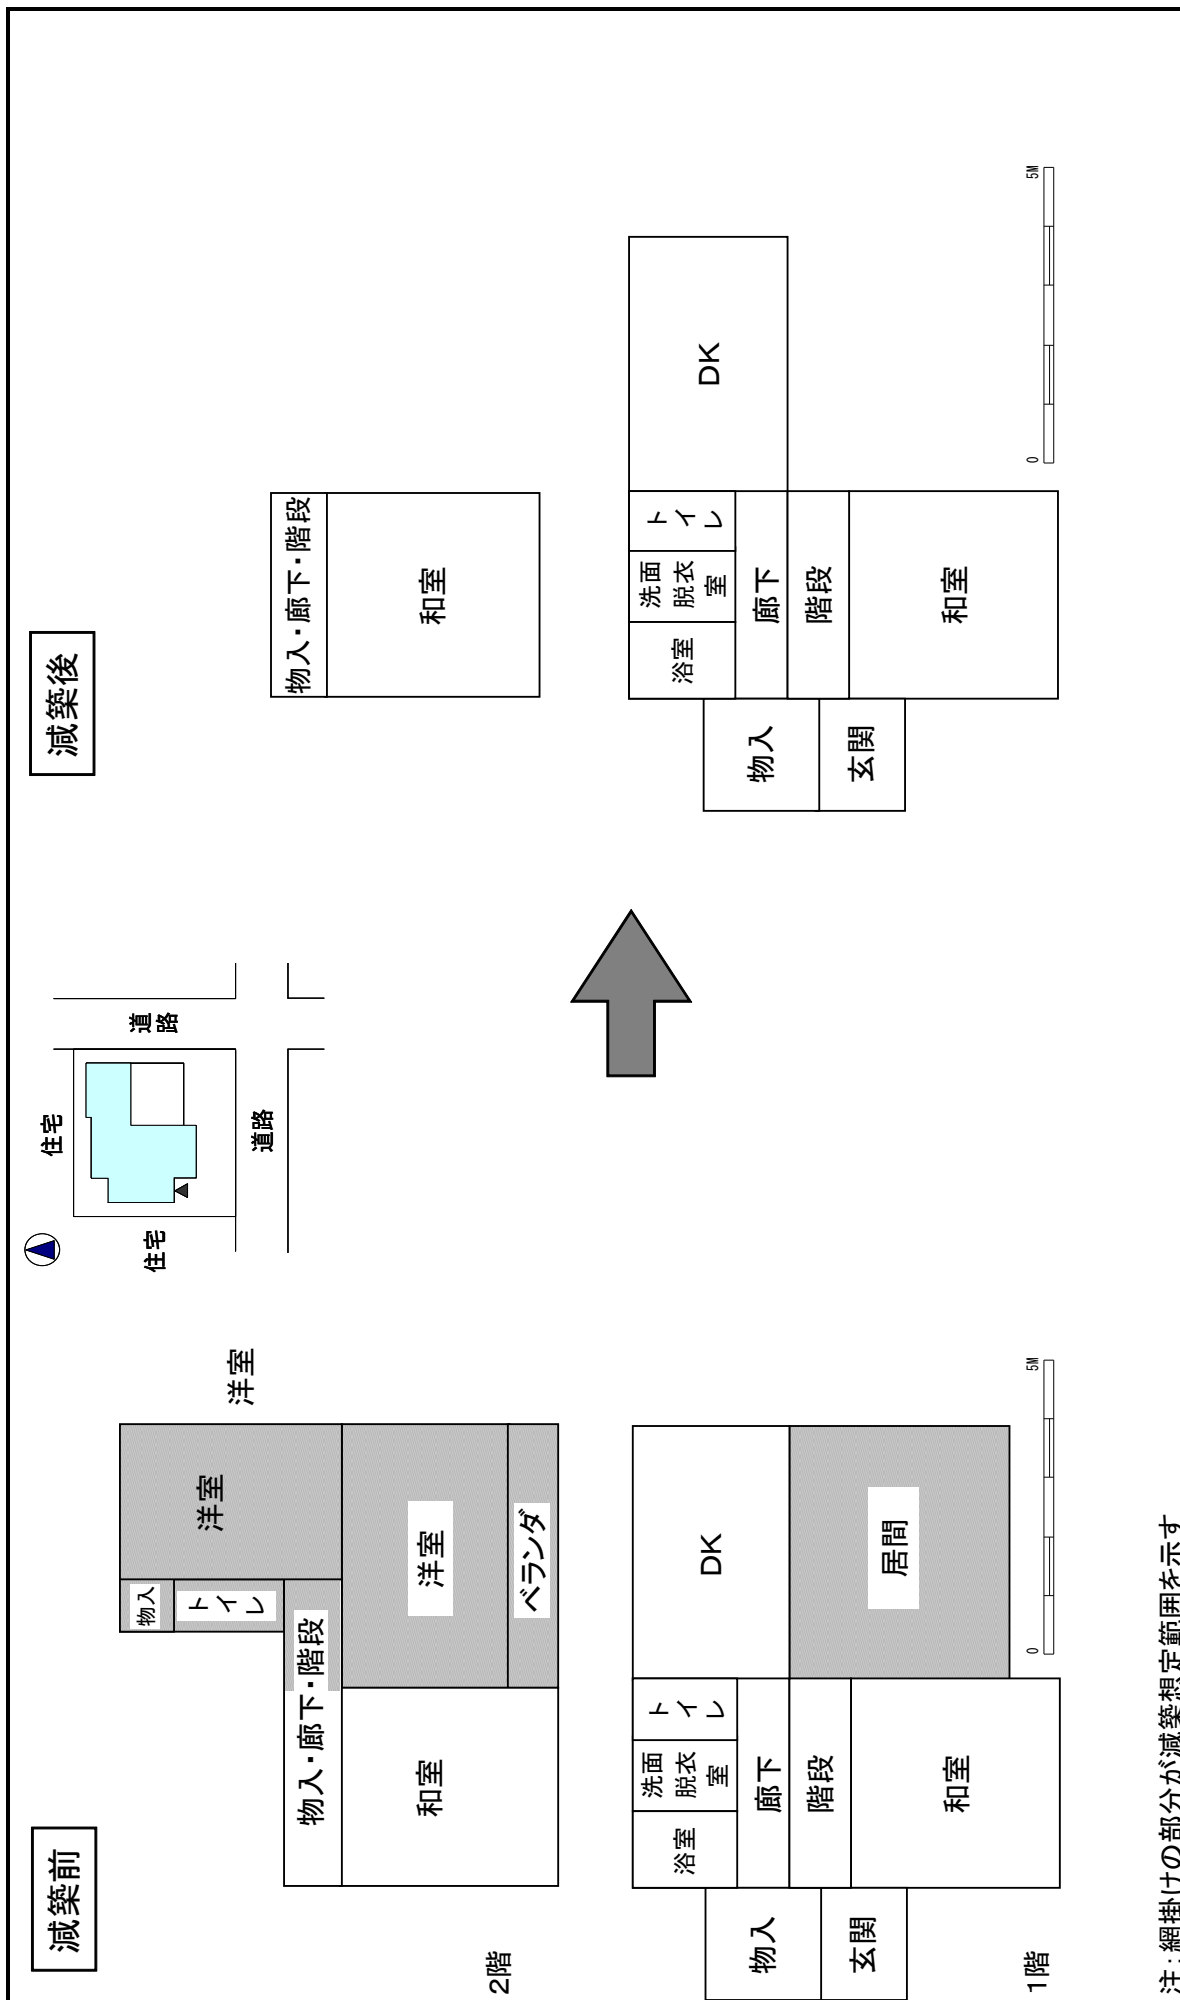 減築前
減築後
住宅
住宅
道路
道路
2階
洋室
物入
トイレ
洋室
物入・廊下・階段
洋室
和室
ベランダ
1階
浴室
洗面
脱衣
室
トイレ
DK
廊下
階段
居間
和室
物入
玄関
0
5M
物入・廊下・階段
和室
浴室
洗面
脱衣
室
トイレ
DK
廊下
階段
和室
物入
玄関
0
5M
注：網掛けの部分が減築想定範囲を示す